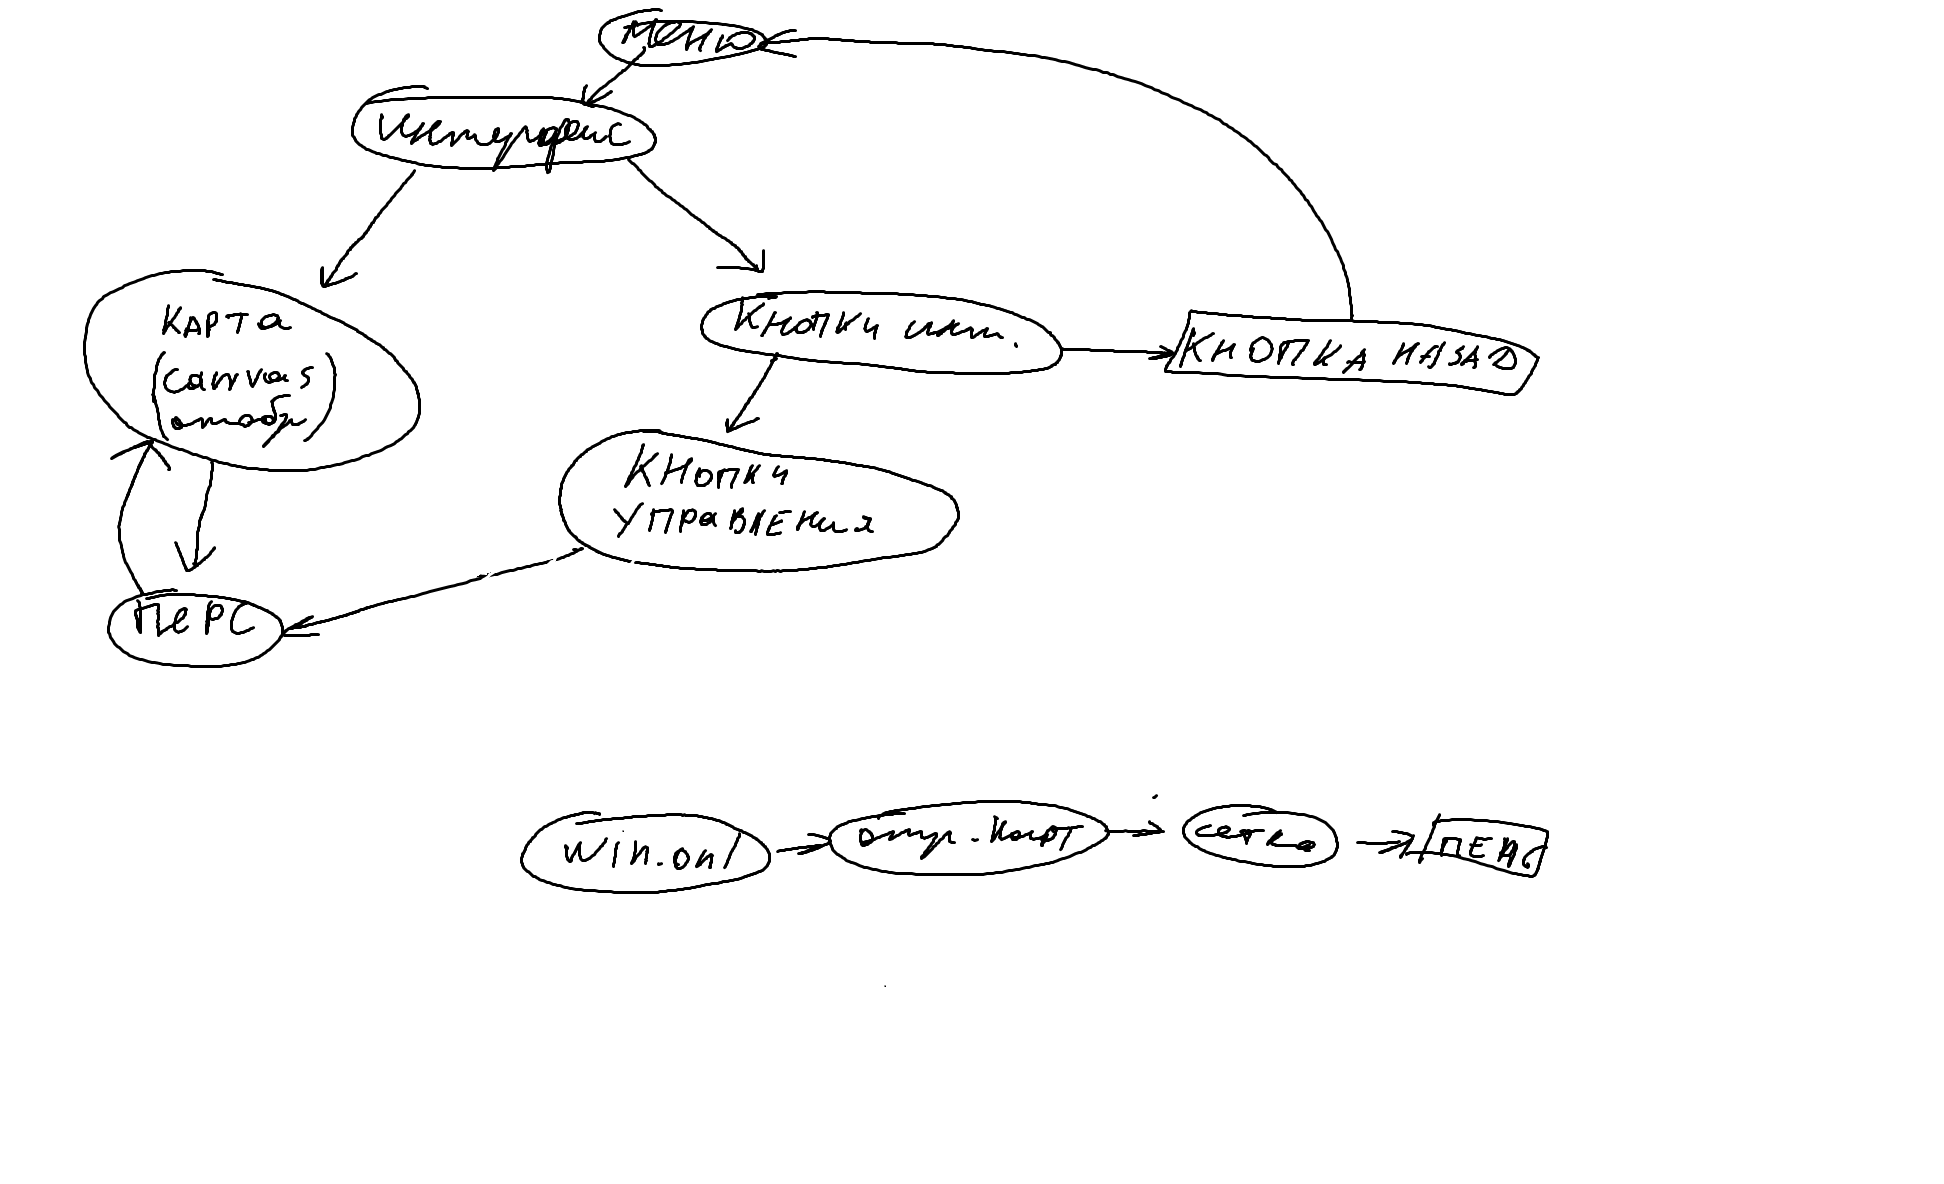 меню
интерфейс
КАРТа
(canvas
отобр)
Кнопки инт.
КНОПКА НАЗАД
КНопки
УПРаВлЕния
ПеРС
win.onl
отр.КарТ
сетка
ПЕРС